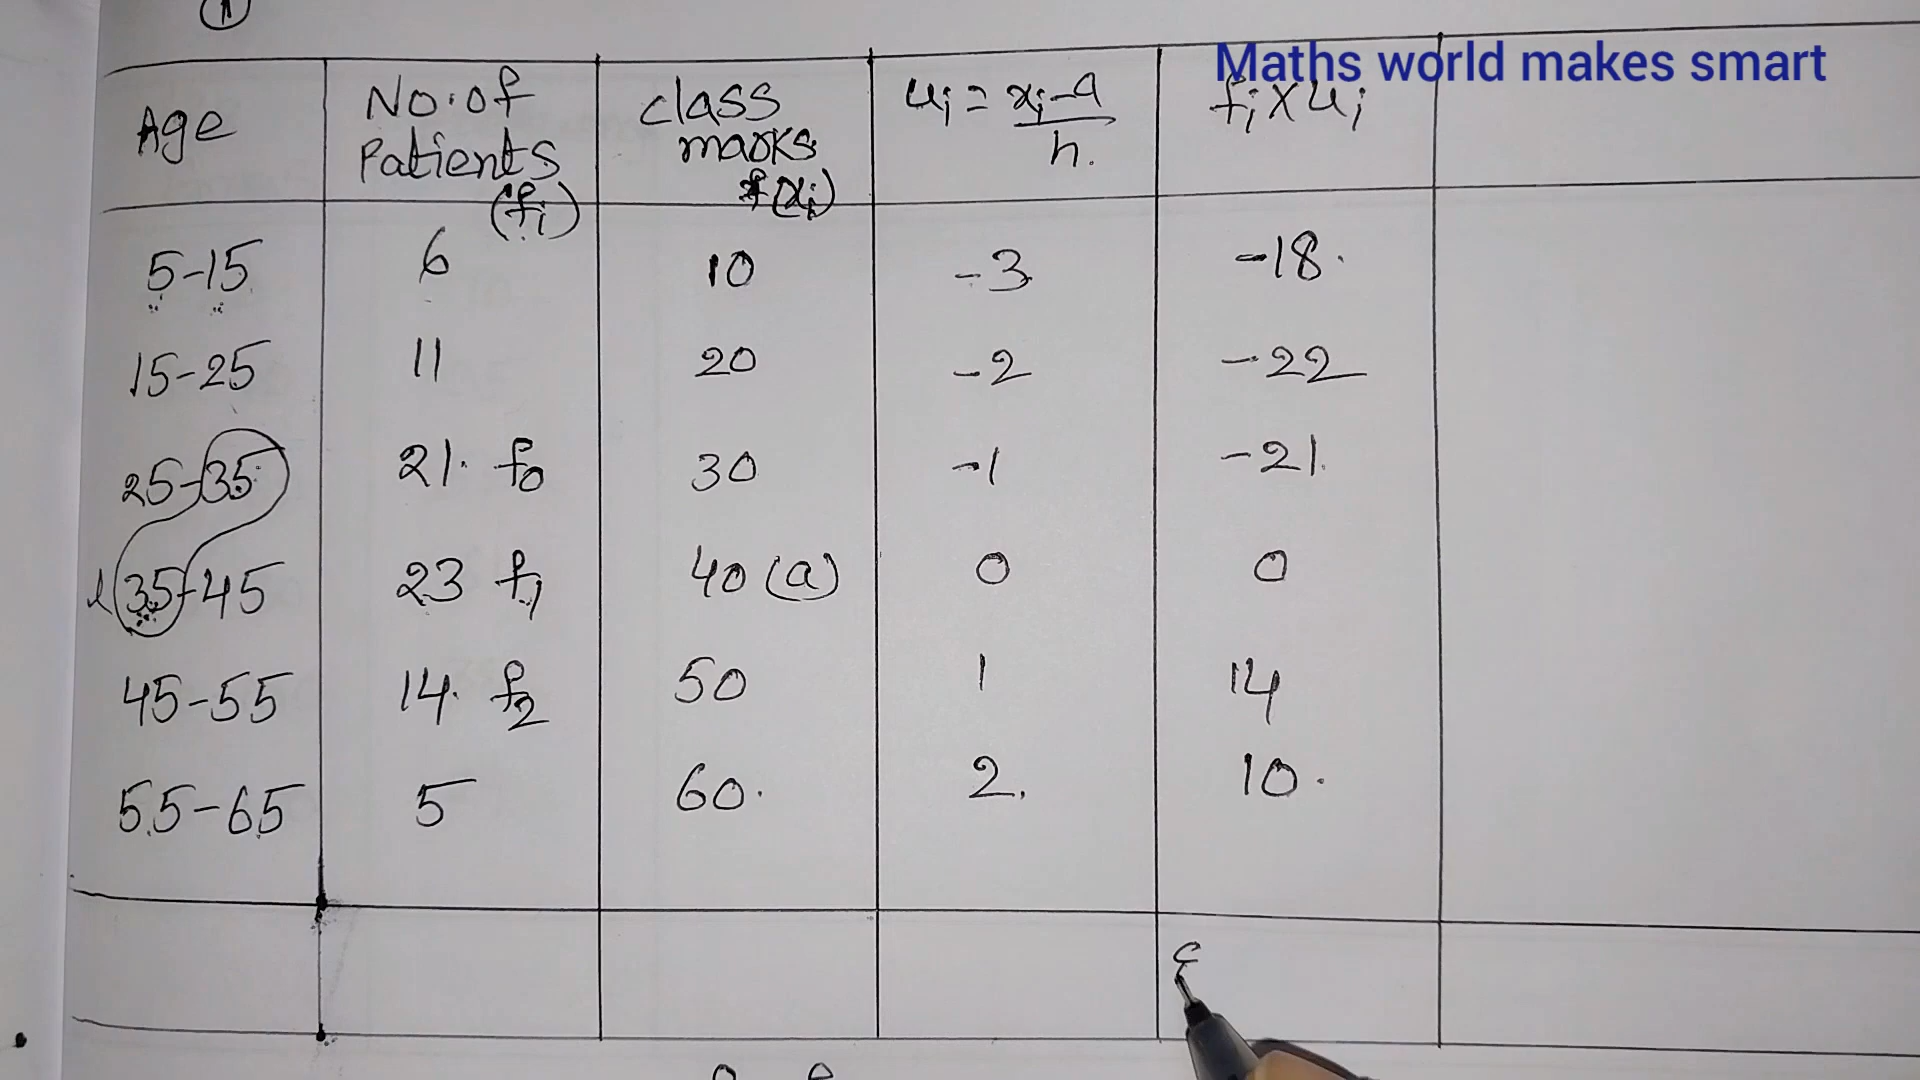 1
Maths world makes smart
Age No. of Patients (fi) class marks (xi) ui = xi-a/h. fi x ui
5-15 6 10 -3 -18.
15-25 11 20 -2 -22
25-35 21. f0 30 -1 -21.
l 35-45 23 f1 40 (a) 0 0
45-55 14. f2 50 1 14
55-65 5 60. 2. 10.